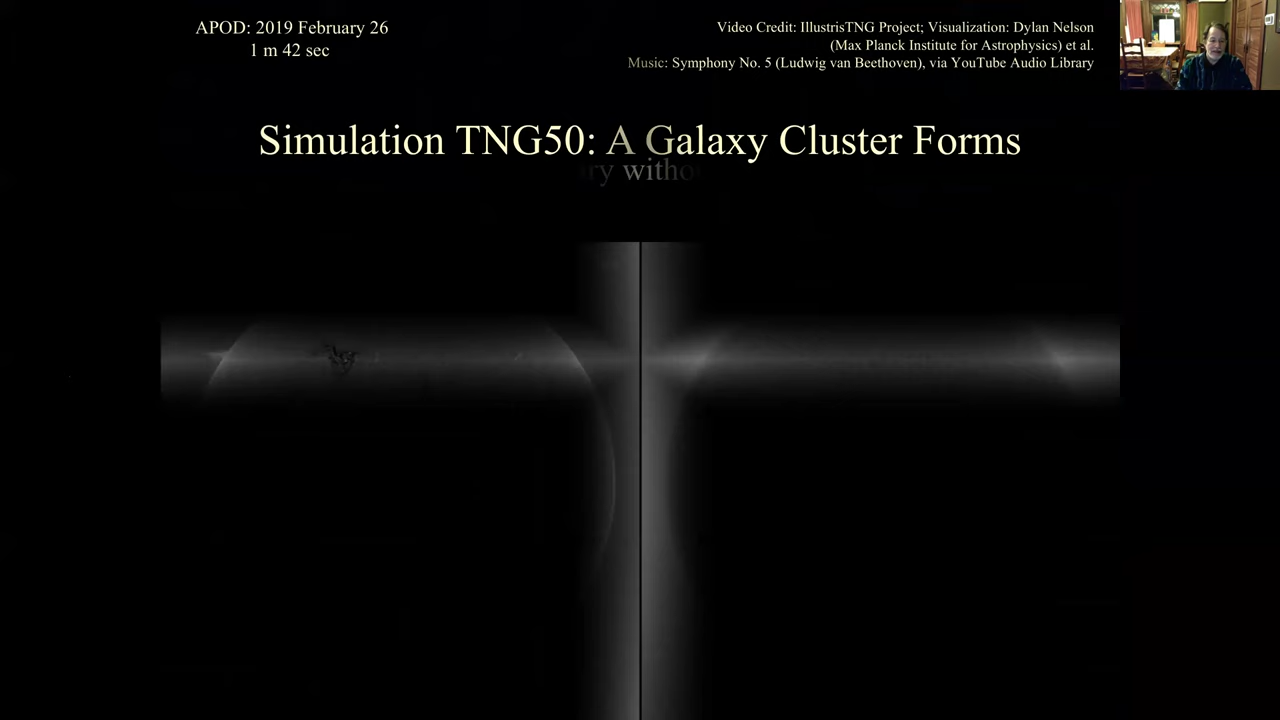 APOD: 2019 February 26
1 m 42 sec
Video Credit: IllustrisTNG Project; Visualization: Dylan Nelson
(Max Planck Institute for Astrophysics) et al.
Music: Symphony No. 5 (Ludwig van Beethoven), via YouTube Audio Library
Simulation TNG50: A Galaxy Cluster Forms